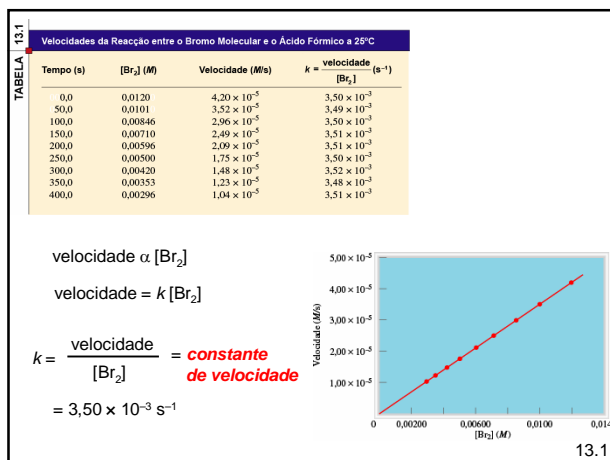 TABELA 13.1
Velocidades da Reacção entre o Bromo Molecular e o Ácido Fórmico a 25ºC
Tempo (s) [Br₂] (M) Velocidade (M/s) k = velocidade / [Br₂] (s⁻¹)
0,0 0,0120 4,20 × 10⁻⁵ 3,50 × 10⁻³
50,0 0,0101 3,52 × 10⁻⁵ 3,49 × 10⁻³
100,0 0,00846 2,96 × 10⁻⁵ 3,50 × 10⁻³
150,0 0,00710 2,49 × 10⁻⁵ 3,51 × 10⁻³
200,0 0,00596 2,09 × 10⁻⁵ 3,51 × 10⁻³
250,0 0,00500 1,75 × 10⁻⁵ 3,50 × 10⁻³
300,0 0,00420 1,48 × 10⁻⁵ 3,52 × 10⁻³
350,0 0,00353 1,23 × 10⁻⁵ 3,48 × 10⁻³
400,0 0,00296 1,04 × 10⁻⁵ 3,51 × 10⁻³
velocidade α [Br₂]
velocidade = k [Br₂]
k = velocidade / [Br₂] = constante de velocidade
= 3,50 × 10⁻³ s⁻¹
5,00 × 10⁻⁵
4,00 × 10⁻⁵
3,00 × 10⁻⁵
2,00 × 10⁻⁵
1,00 × 10⁻⁵
Velocidade (M/s)
0 0,00200 0,00600 0,0100 0,014
[Br₂] (M)
13.1